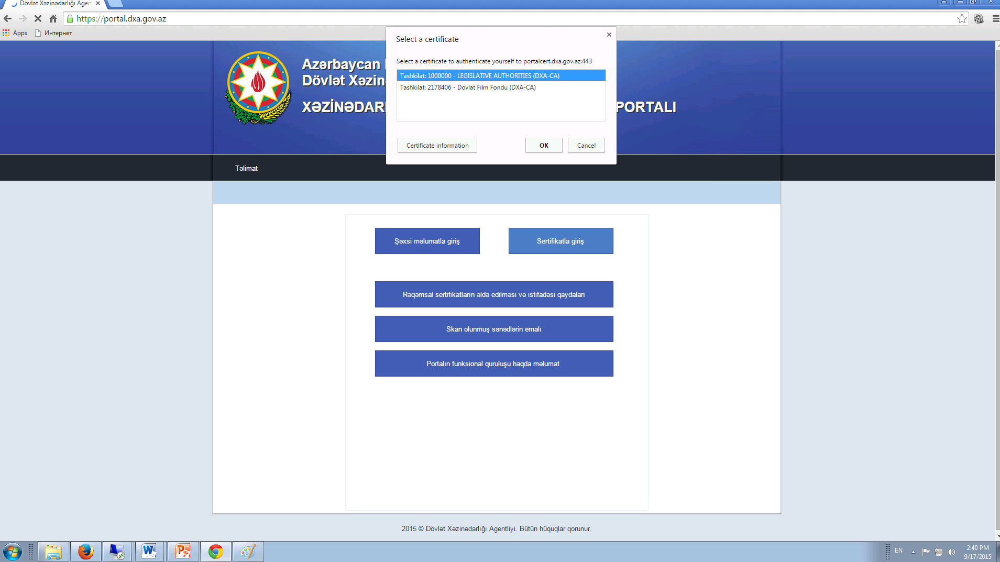 Dövlət Xəzinədarlığı Agen
https://portal.dxa.gov.az
Apps
Интернет
Select a certificate
Select a certificate to authenticate yourself to portalcert.dxa.gov.az:443
Tashkilat: 1000000 - LEGISLATIVE AUTHORITIES (DXA-CA)
Tashkilat: 2178406 - Dovlat Film Fondu (DXA-CA)
Certificate information
OK
Cancel
Azərbaycan
Dövlət Xəzin
XƏZİNƏDARL
PORTALI
Təlimat
Şəxsi məlumatla giriş
Sertifikatla giriş
Rəqəmsal sertifikatların əldə edilməsi və istifadəsi qaydaları
Skan olunmuş sənədlərin emalı
Portalın funksional quruluşu haqda məlumat
2015 © Dövlət Xəzinədarlığı Agentliyi. Bütün hüquqlar qorunur.
EN
2:40 PM
9/17/2015